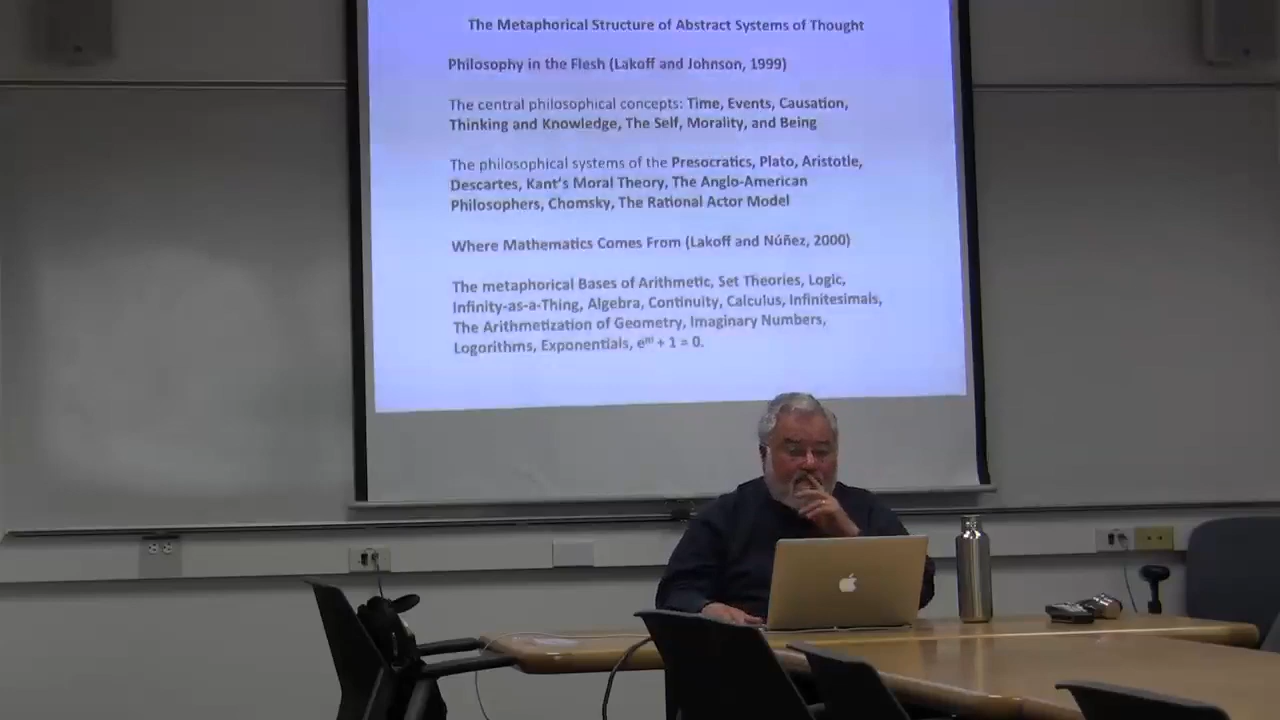 The Metaphorical Structure of Abstract Systems of Thought
Philosophy in the Flesh (Lakoff and Johnson, 1999)
The central philosophical concepts: Time, Events, Causation,
Thinking and Knowledge, The Self, Morality, and Being
The philosophical systems of the Presocratics, Plato, Aristotle,
Descartes, Kant's Moral Theory, The Anglo-American
Philosophers, Chomsky, The Rational Actor Model
Where Mathematics Comes From (Lakoff and Núñez, 2000)
The metaphorical Bases of Arithmetic, Set Theories, Logic,
Infinity-as-a-Thing, Algebra, Continuity, Calculus, Infinitesimals,
The Arithmetization of Geometry, Imaginary Numbers,
Logorithms, Exponentials, e^πi + 1 = 0.